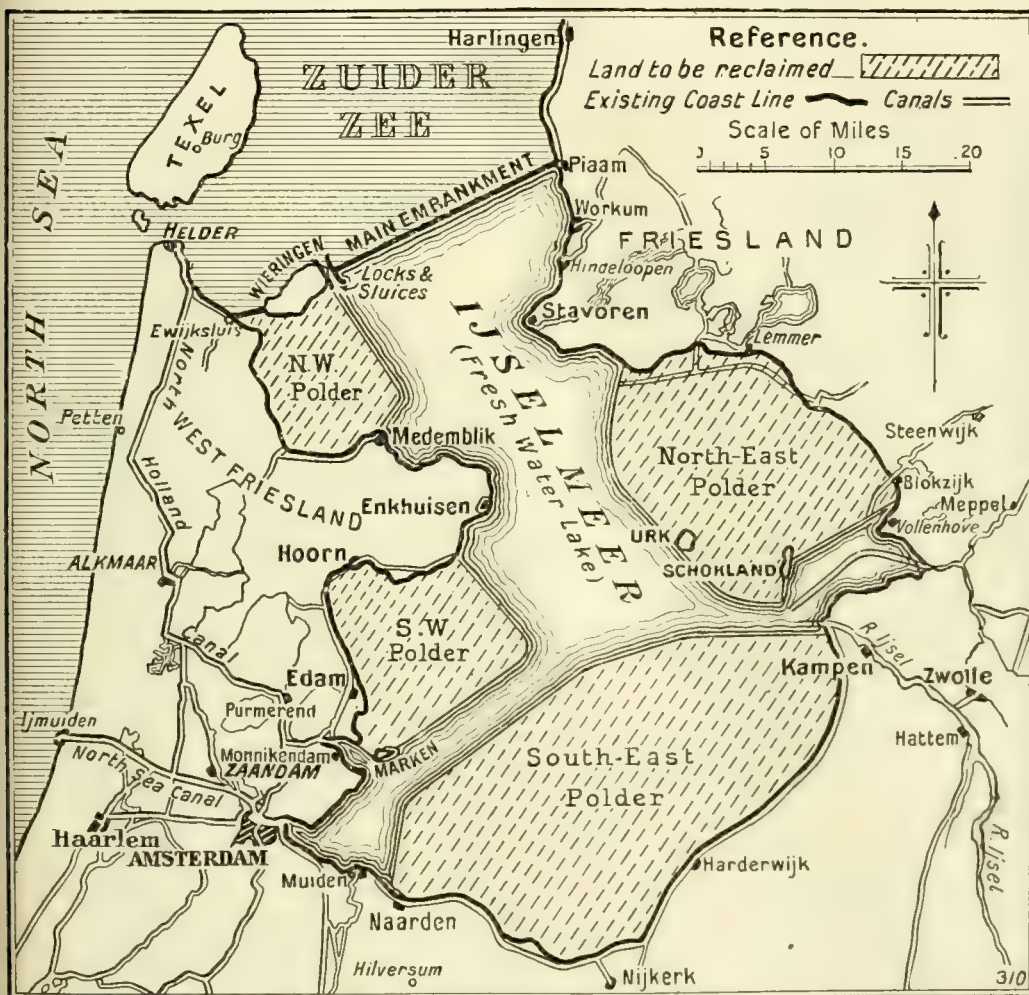 Harlingen
Reference.
Land to be reclaimed
Existing Coast Line
Canals
Scale of Miles
0 5 10 15 20
ZUIDER
ZEE
TEXEL
Burg
NORTH SEA
HELDER
WIERINGEN
MAIN EMBANKMENT
Piaam
Workum
FRIESLAND
Hindeloopen
Locks &
Sluices
Stavoren
Lemmer
Ewijksluis
N.W.
Polder
IJSELMEER
(Fresh Water Lake)
Petten
North
Holland
Canal
WEST FRIESLAND
Medemblik
Steenwijk
North-East
Polder
Blokzijk
Meppel
Vollenhove
Enkhuisen
URK
SCHOKLAND
Hoorn
ALKMAAR
S.W
Polder
Kampen
R.Ijsel
Zwolle
Edam
Purmerend
Hattem
Ijmuiden
Monnikendam
MARKEN
ZAANDAM
North Sea Canal
South-East
Polder
Haarlem
AMSTERDAM
R.Ijsel
Harderwijk
Muiden
Naarden
Hilversum
Nijkerk
310